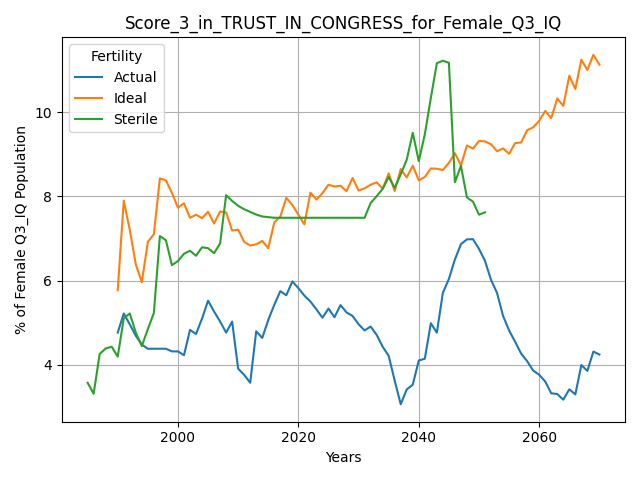 Score_3_in_TRUST_IN_CONGRESS_for_Female_Q3_IQ
Fertility
Actual
Ideal
Sterile
% of Female Q3_IQ Population
10
8
6
4
2000
2020
2040
2060
Years